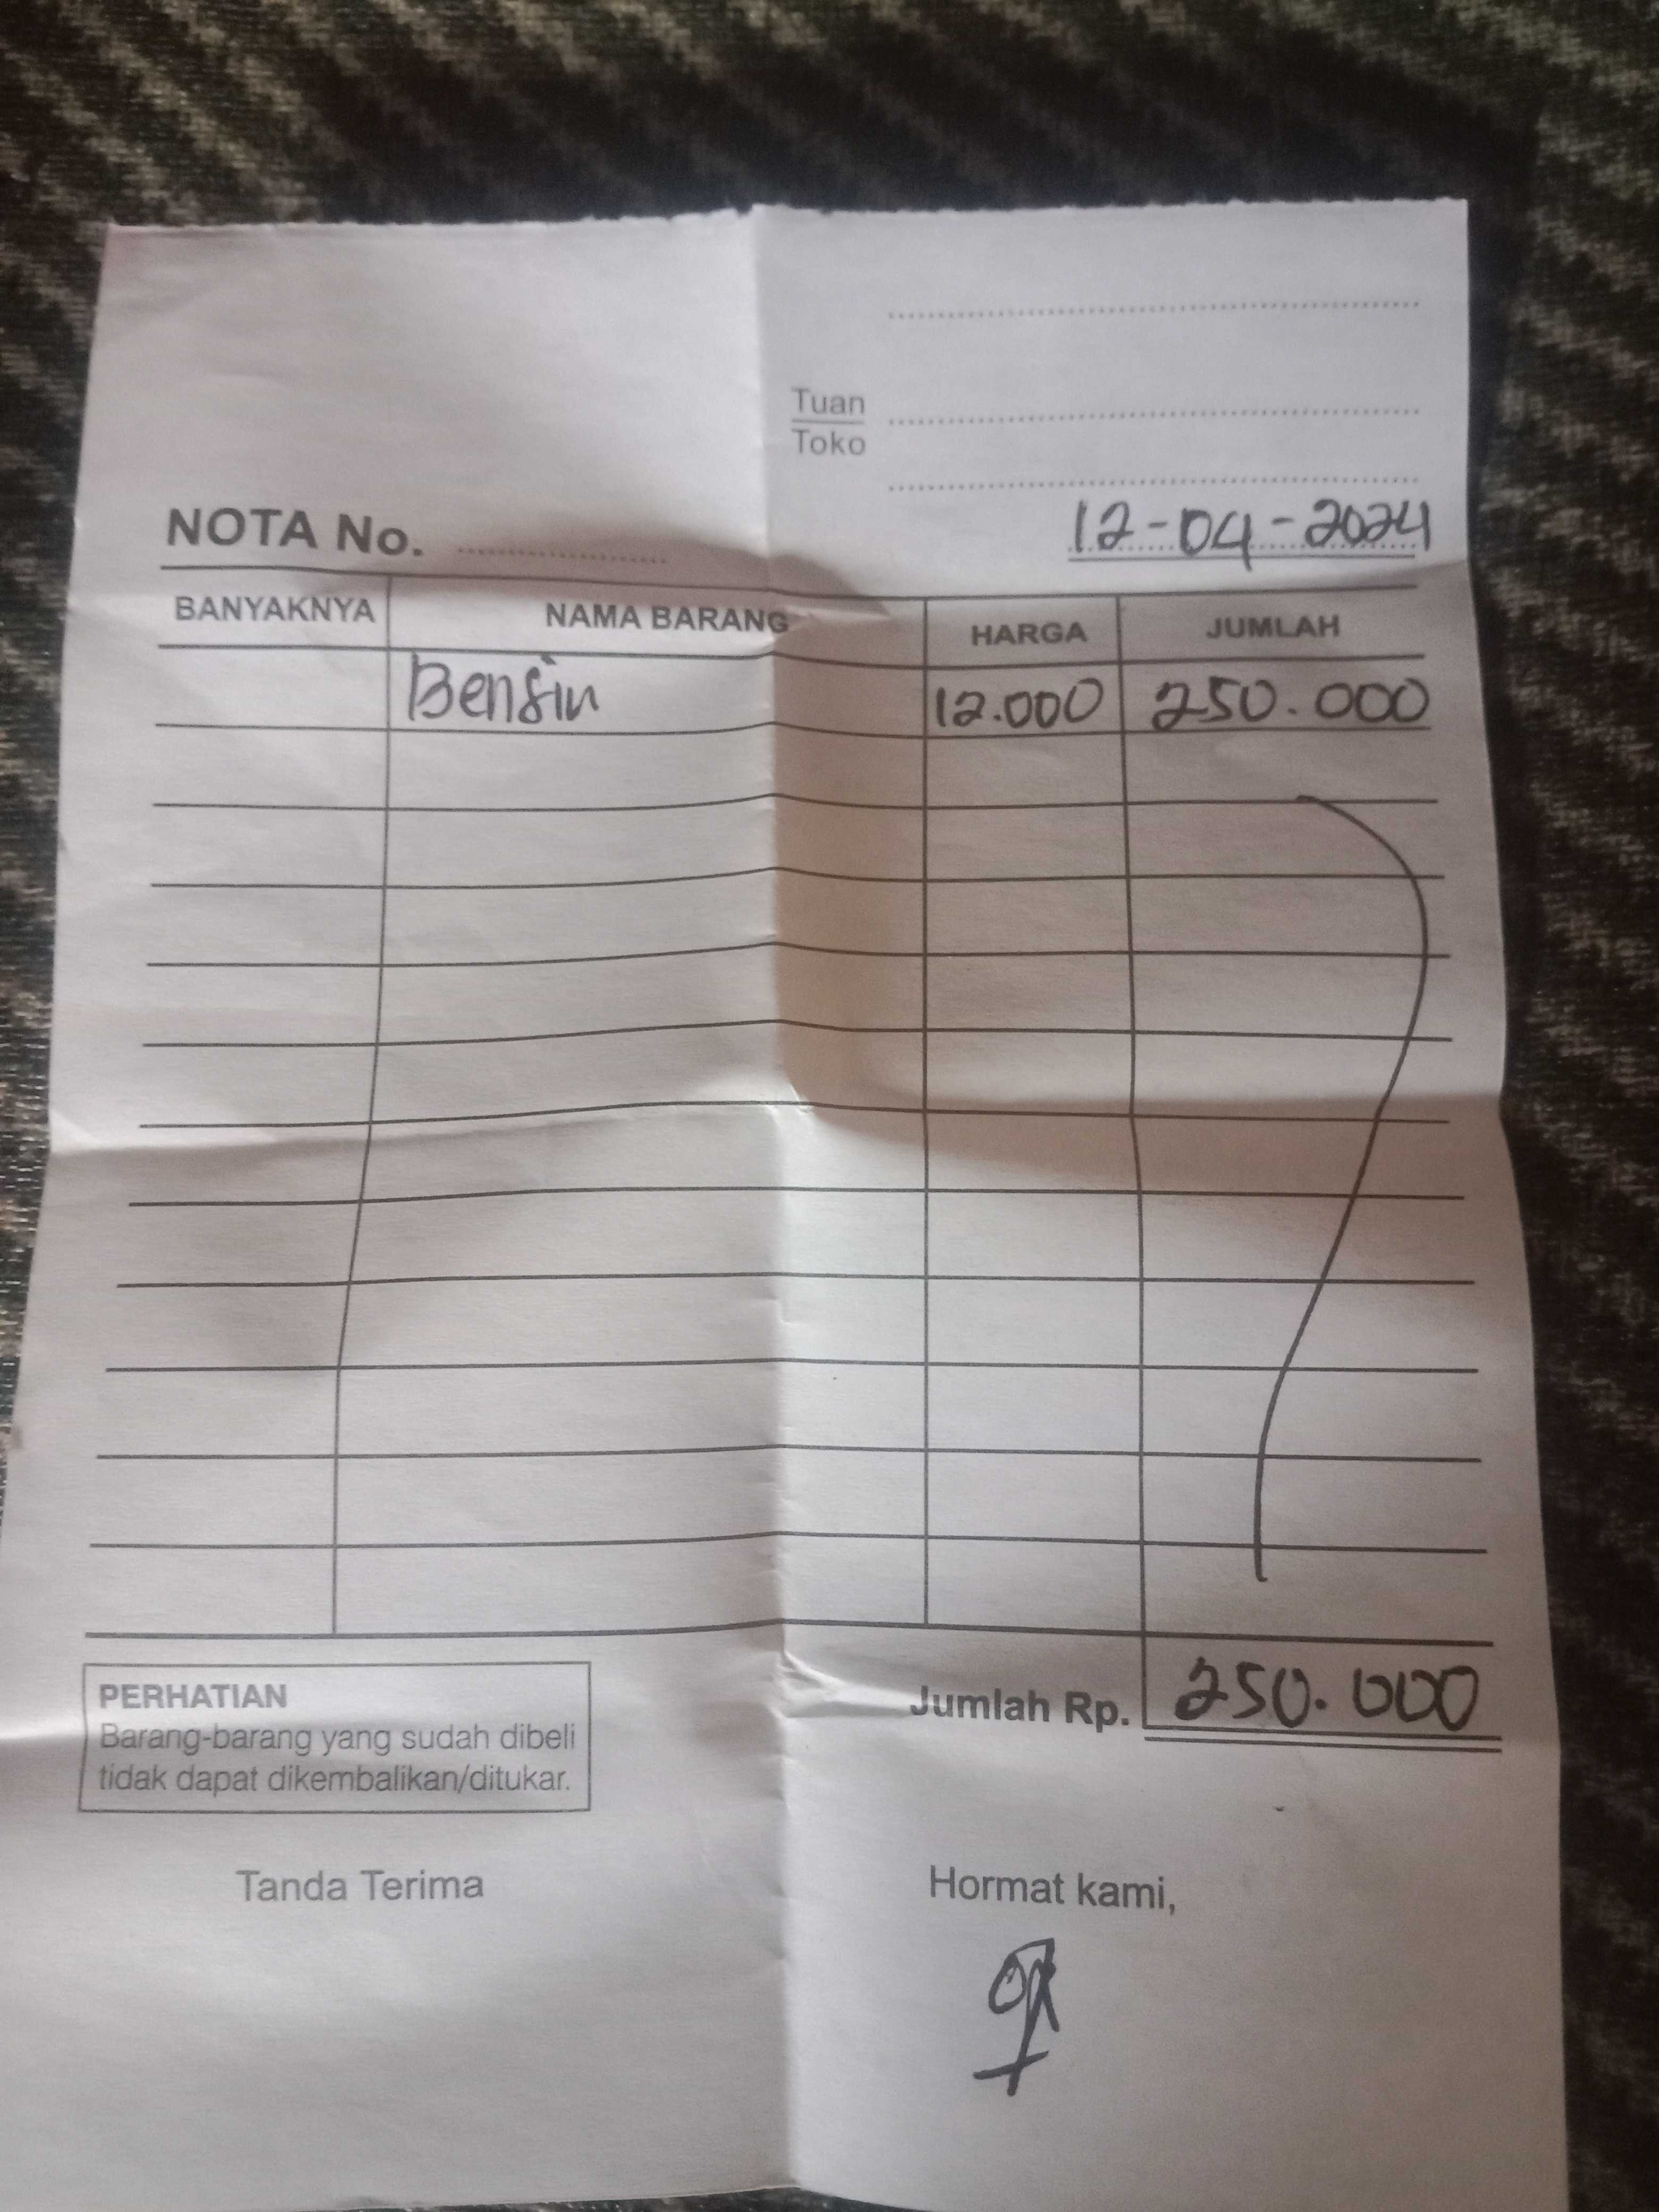 Tuan
Toko
12-04-2024
NOTA No.
BANYAKNYA NAMA BARANG HARGA JUMLAH
Bensin 12.000 250.000
Jumlah Rp. 250.000
PERHATIAN
Barang-barang yang sudah dibeli
tidak dapat dikembalikan/ditukar.
Tanda Terima Hormat kami,